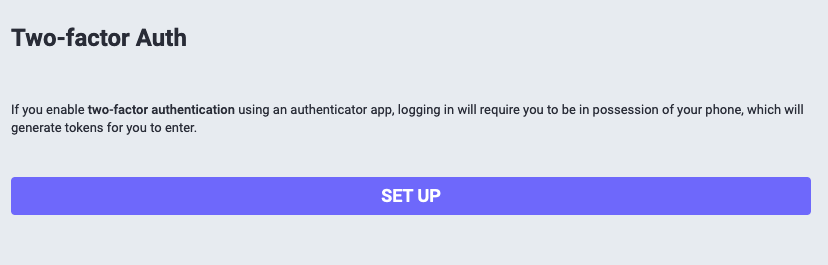 Two-factor Auth
If you enable two-factor authentication using an authenticator app, logging in will require you to be in possession of your phone, which will
generate tokens for you to enter.
SET UP